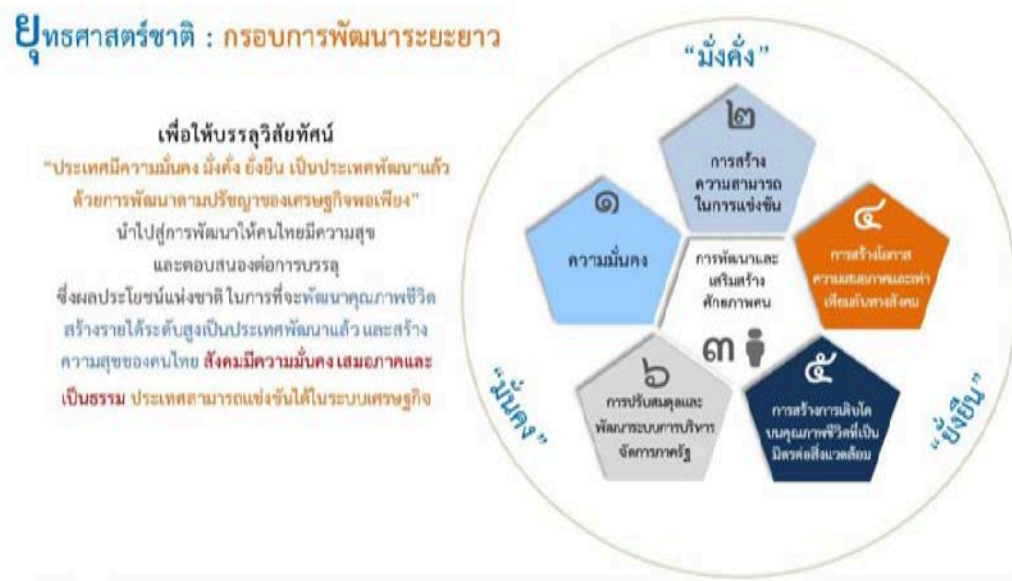 ยุทธศาสตร์ชาติ : กรอบการพัฒนาระยะยาว
เพื่อให้บรรลุวิสัยทัศน์
“ประเทศมีความมั่นคง มั่งคั่ง ยั่งยืน เป็นประเทศพัฒนาแล้ว
ด้วยการพัฒนาตามปรัชญาของเศรษฐกิจพอเพียง”
นำไปสู่การพัฒนาให้คนไทยมีความสุข
และตอบสนองต่อการบรรลุ
ซึ่งผลประโยชน์แห่งชาติ ในการที่จะพัฒนาคุณภาพชีวิต
สร้างรายได้ระดับสูงเป็นประเทศพัฒนาแล้ว และสร้าง
ความสุขของคนไทย สังคมมีความมั่นคง เสมอภาคและ
เป็นธรรม ประเทศสามารถแข่งขันได้ในระบบเศรษฐกิจ
“มั่งคั่ง”
๒
การสร้าง
ความสามารถ
ในการแข่งขัน
๑
ความมั่นคง
การพัฒนาและ
เสริมสร้าง
ศักยภาพคน
๓
๔
การสร้างโอกาส
ความเสมอภาคและเท่า
เทียมกันทางสังคม
๖
การปรับสมดุลและ
พัฒนาระบบการบริหาร
จัดการภาครัฐ
๕
การสร้างการเติบโต
บนคุณภาพชีวิตที่เป็น
มิตรต่อสิ่งแวดล้อม
“มั่นคง”
“ยั่งยืน”